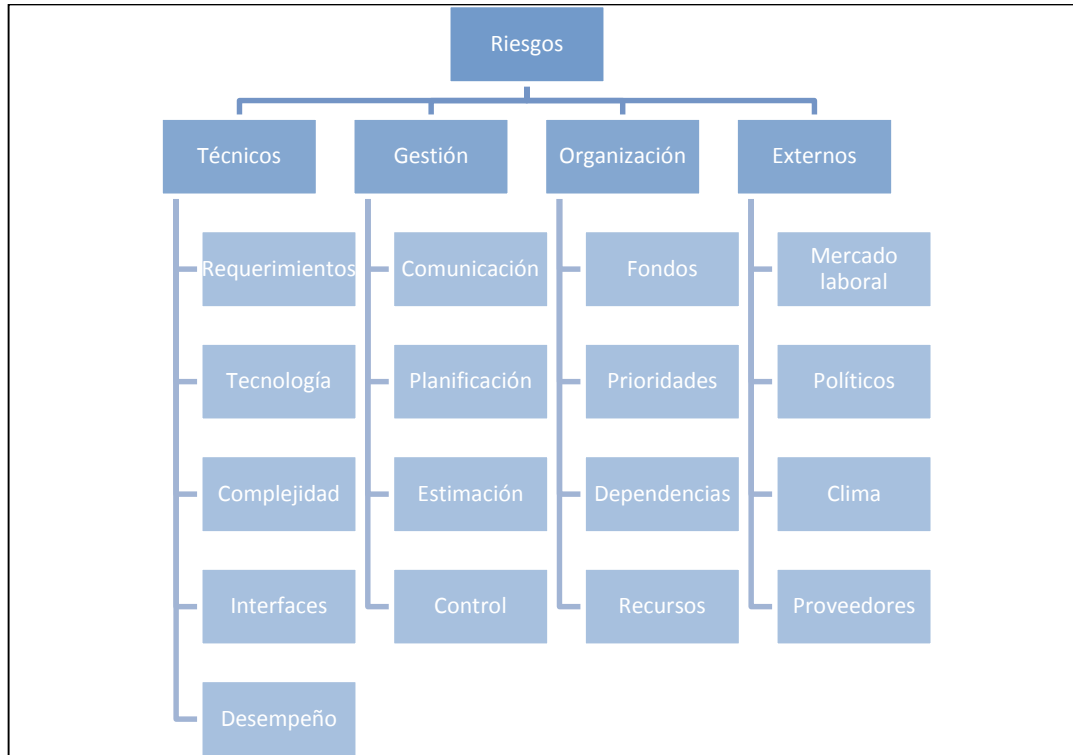 Riesgos
Técnicos
Gestión
Organización
Externos
Requerimientos
Comunicación
Fondos
Mercado
laboral
Tecnología
Planificación
Prioridades
Políticos
Complejidad
Estimación
Dependencias
Clima
Interfaces
Control
Recursos
Proveedores
Desempeño